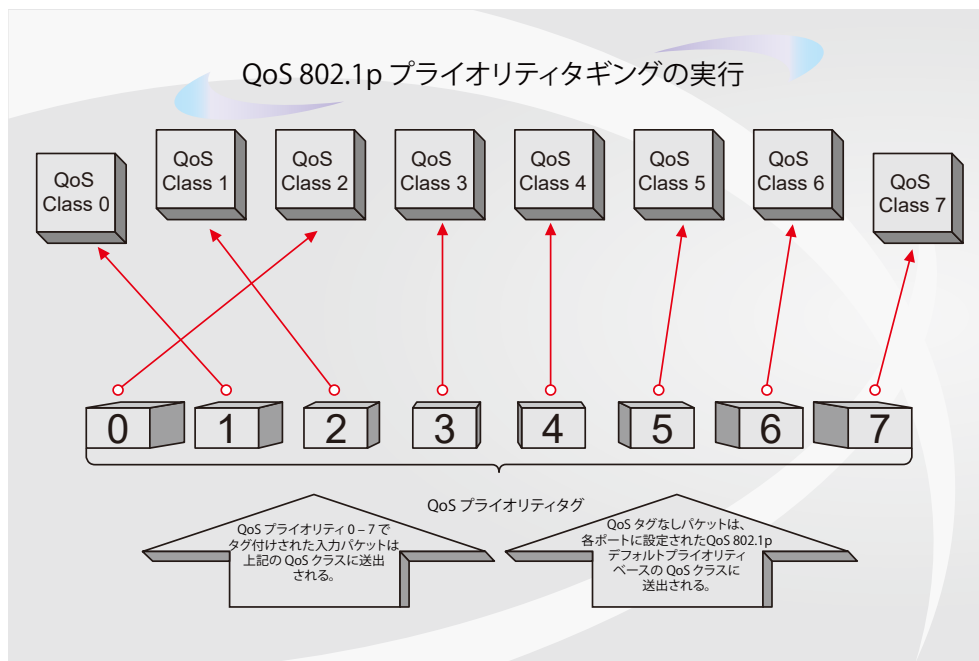 QoS 802.1p プライオリティタギングの実行
QoS
Class 0
QoS
Class 1
QoS
Class 2
QoS
Class 3
QoS
Class 4
QoS
Class 5
QoS
Class 6
QoS
Class 7
0
1
2
3
4
5
6
7
QoS プライオリティタグ
QoS プライオリティ 0 – 7 で
タグ付けされた入力パケットは
上記の QoS クラスに送出
される。
QoS タグなしパケットは、
各ポートに設定されたQoS 802.1p
デフォルトプライオリティ
ベースの QoS クラスに
送出される。